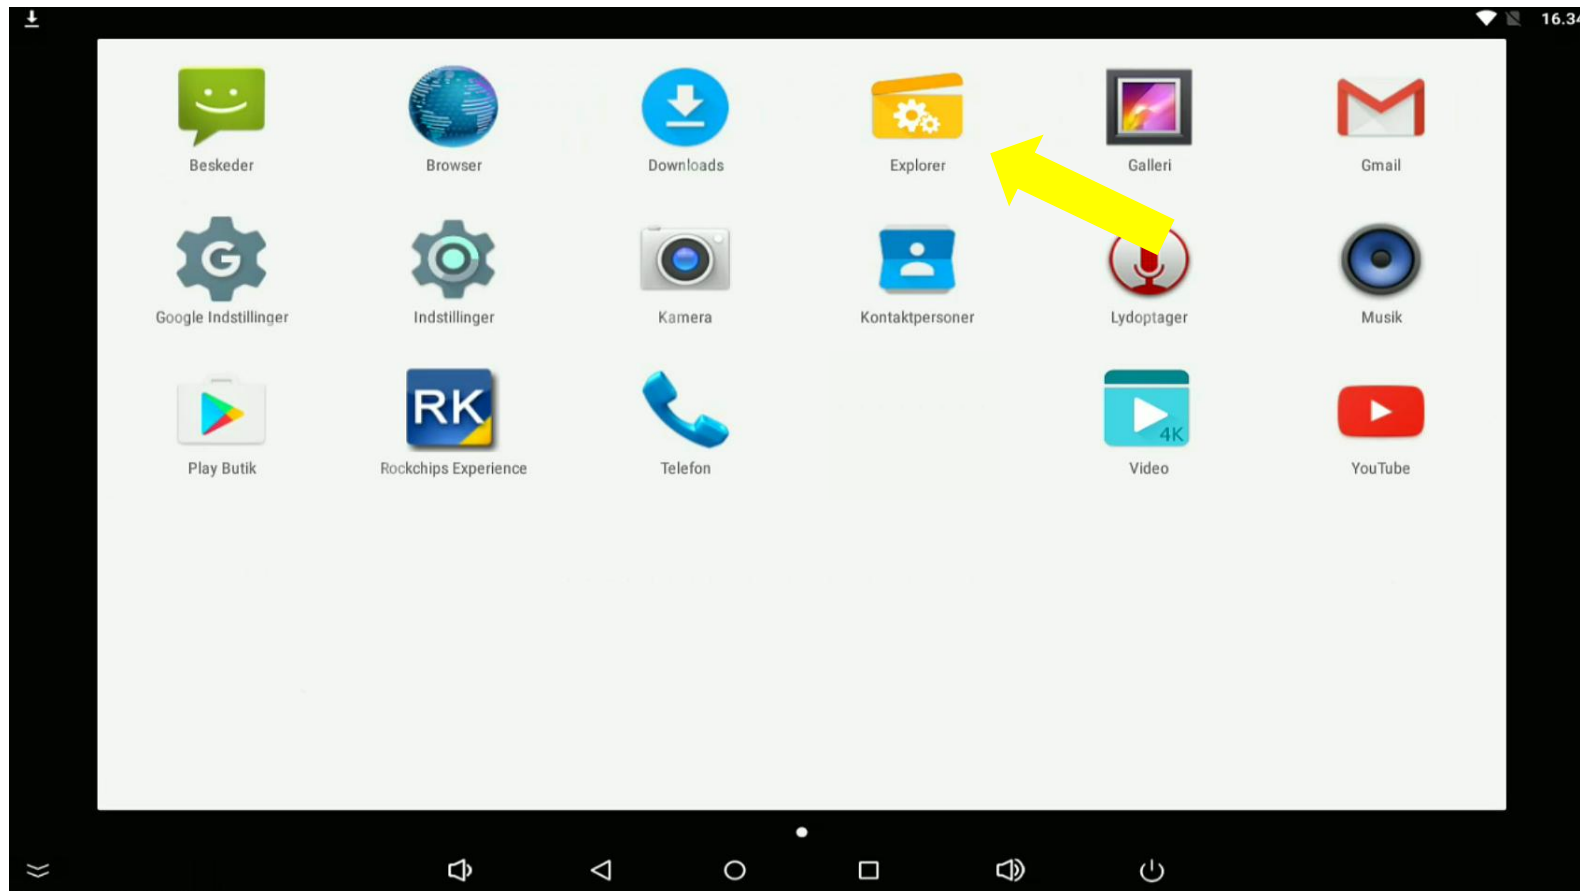 16.34
Beskeder
Browser
Downloads
Explorer
Galleri
Gmail
G
Google Indstillinger
Indstillinger
Kamera
Kontaktpersoner
Lydoptager
Musik
RK
4K
Play Butik
Rockchips Experience
Telefon
Video
YouTube